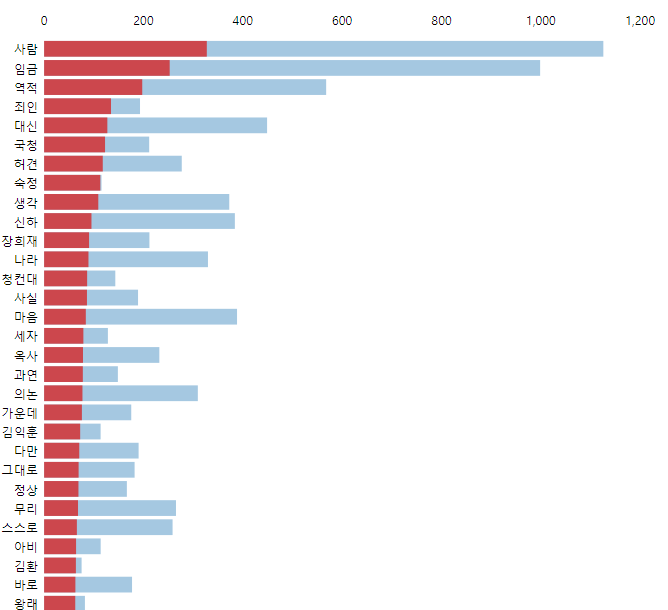 0 200 400 600 800 1,000 1,200
사람
임금
역적
죄인
대신
국청
허견
숙정
생각
신하
장희재
나라
청컨대
사실
마음
세자
옥사
과연
의논
가운데
김익훈
다만
그대로
정상
무리
스스로
아비
김환
바로
왕래